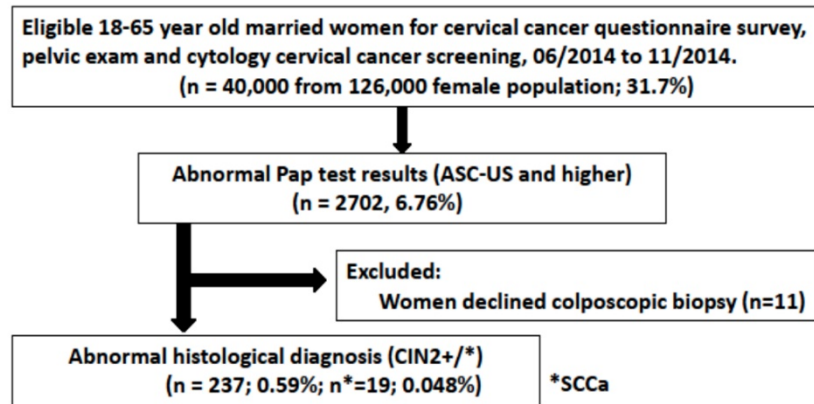 Eligible 18-65 year old married women for cervical cancer questionnaire survey,
pelvic exam and cytology cervical cancer screening, 06/2014 to 11/2014.
(n = 40,000 from 126,000 female population; 31.7%)
Abnormal Pap test results (ASC-US and higher)
(n = 2702, 6.76%)
Excluded:
Women declined colposcopic biopsy (n=11)
Abnormal histological diagnosis (CIN2+/*)
(n = 237; 0.59%; n*=19; 0.048%)
*SCCa